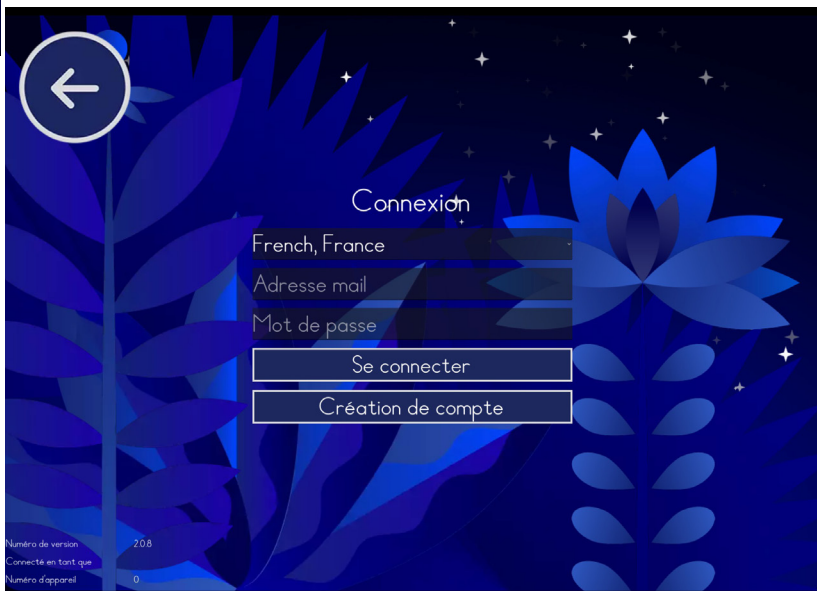 Connexion
French, France
Adresse mail
Mot de passe
Se connecter
Création de compte
Numéro de version 2.0.8
Connecté en tant que
Numéro d'appareil 0